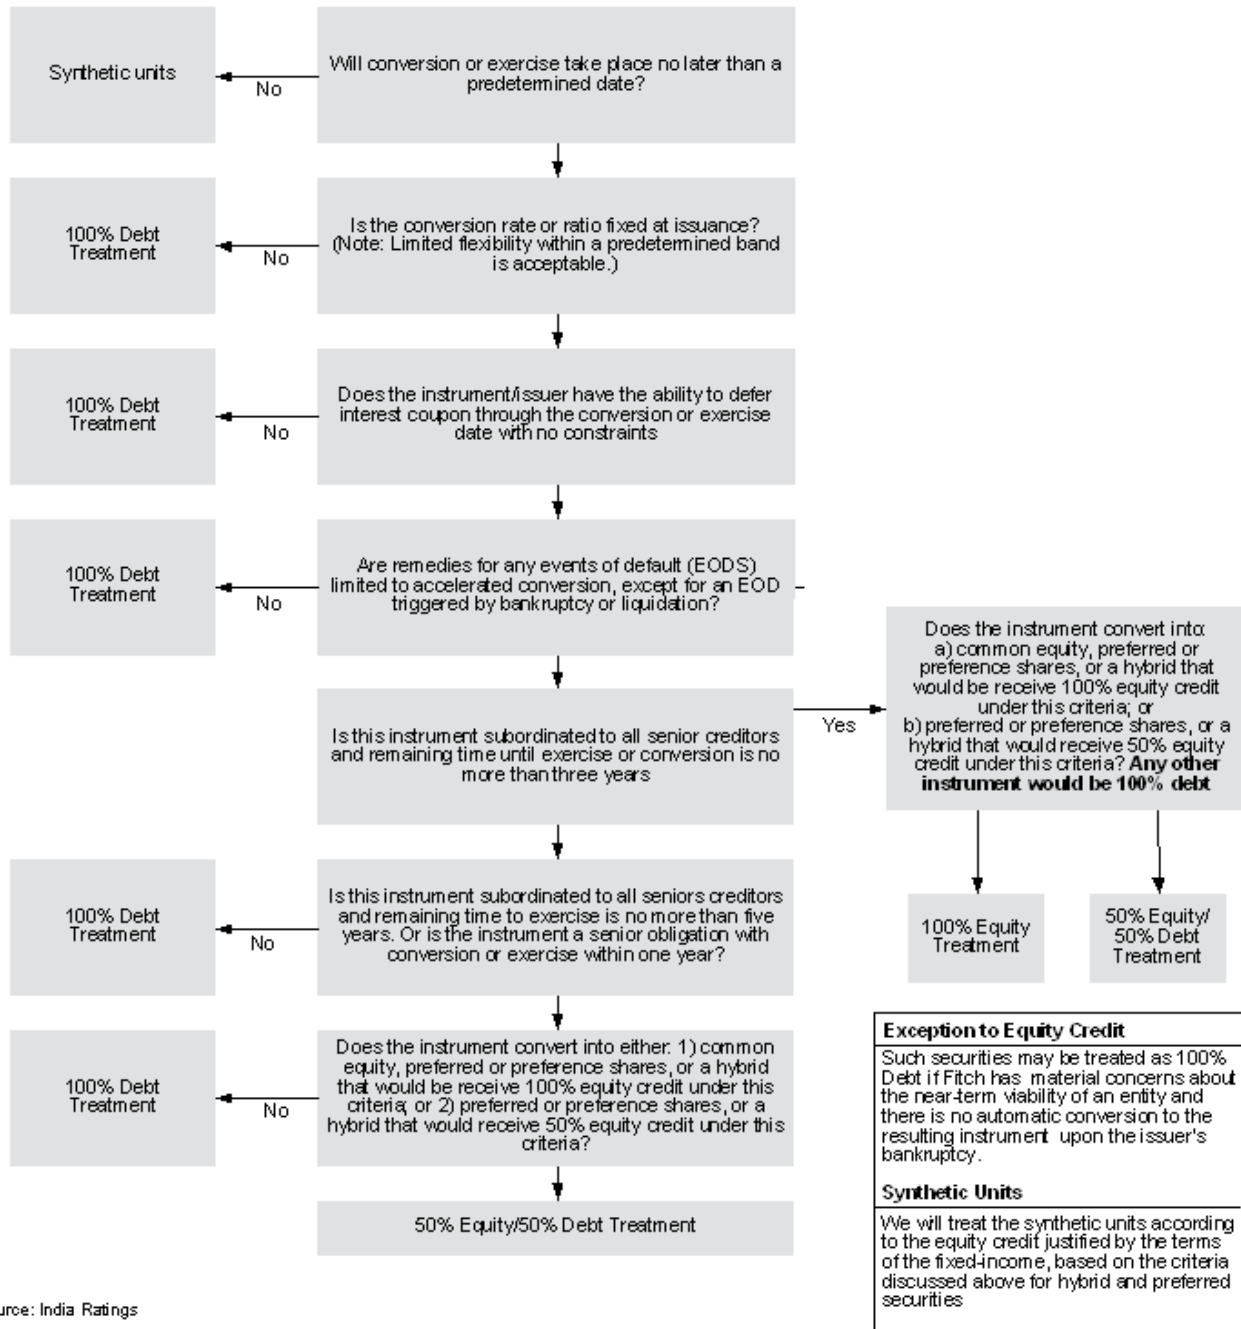 Synthetic units
No
Will conversion or exercise take place no later than a
predetermined date?
100% Debt
Treatment
No
Is the conversion rate or ratio fixed at issuance?
(Note: Limited flexibility within a predetermined band
is acceptable.)
100% Debt
Treatment
No
Does the instrument/issuer have the ability to defer
interest coupon through the conversion or exercise
date with no constraints
100% Debt
Treatment
No
Are remedies for any events of default (EODS)
limited to accelerated conversion, except for an EOD
triggered by bankruptcy or liquidation?
Is this instrument subordinated to all senior creditors
and remaining time until exercise or conversion is no
more than three years
Yes
Does the instrument convert into:
a) common equity, preferred or
preference shares, or a hybrid that
would be receive 100% equity credit
under this criteria; or
b) preferred or preference shares, or a
hybrid that would receive 50% equity
credit under this criteria? Any other
instrument would be 100% debt
100% Equity
Treatment
50% Equity/
50% Debt
Treatment
100% Debt
Treatment
No
Is this instrument subordinated to all seniors creditors
and remaining time to exercise is no more than five
years. Or is the instrument a senior obligation with
conversion or exercise within one year?
100% Debt
Treatment
No
Does the instrument convert into either: 1) common
equity, preferred or preference shares, or a hybrid
that would be receive 100% equity credit under this
criteria; or 2) preferred or preference shares, or a
hybrid that would receive 50% equity credit under this
criteria?
50% Equity/50% Debt Treatment
Exception to Equity Credit
Such securities may be treated as 100%
Debt if Fitch has material concerns about
the near-term viability of an entity and
there is no automatic conversion to the
resulting instrument upon the issuer's
bankruptcy.
Synthetic Units
We will treat the synthetic units according
to the equity credit justified by the terms
of the fixed-income, based on the criteria
discussed above for hybrid and preferred
securities
urce: India Ratings